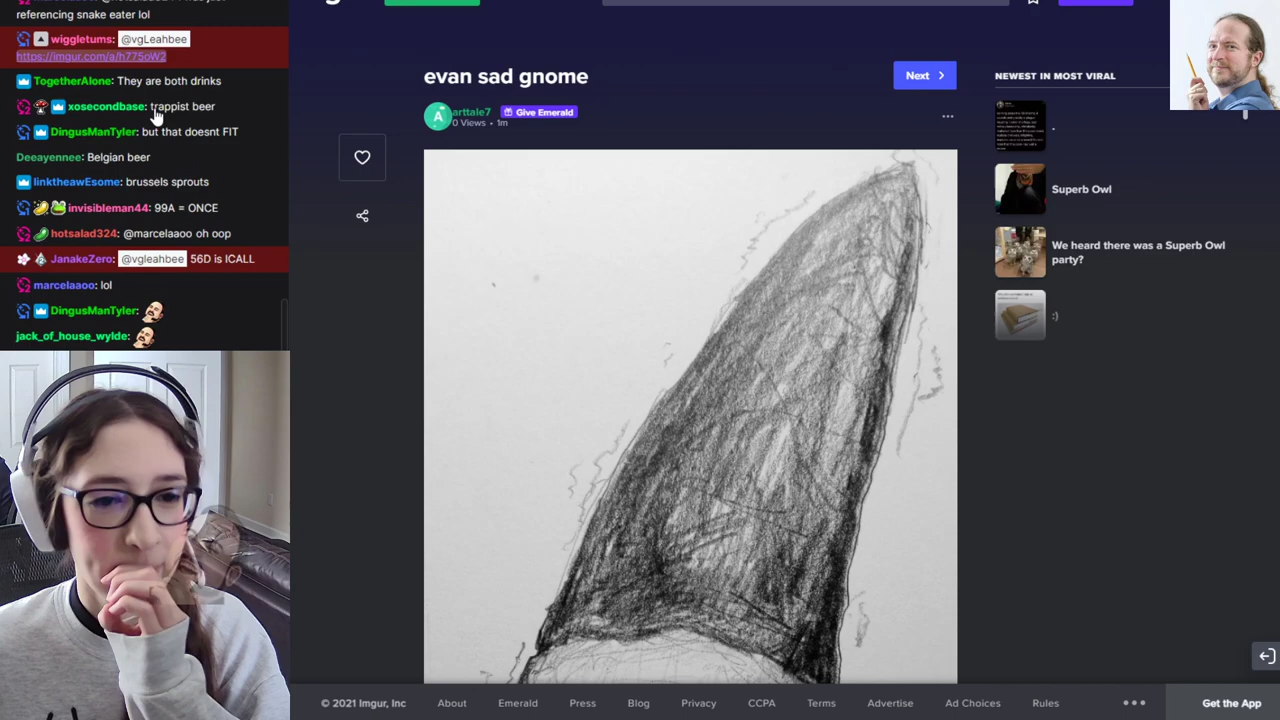 referencing snake eater lol
wiggletums: @vgLeahbee
https://imgur.com/a/h775oW2
TogetherAlone: They are both drinks
xosecondbase: trappist beer
DingusManTyler: but that doesnt FIT
Deeayennee: Belgian beer
linktheawEsome: brussels sprouts
invisibleman44: 99A = ONCE
hotsalad324: @marcelaaoo oh oop
JanakeZero: @vgleahbee 56D is ICALL
marcelaaoo: lol
DingusManTyler:
jack_of_house_wylde:
evan sad gnome
Next
A
arttale7
Give Emerald
0 Views • 1m
NEWEST IN MOST VIRAL
.
Superb Owl
We heard there was a Superb Owl
party?
:)
© 2021 Imgur, Inc
About
Emerald
Press
Blog
Privacy
CCPA
Terms
Advertise
Ad Choices
Rules
Get the App